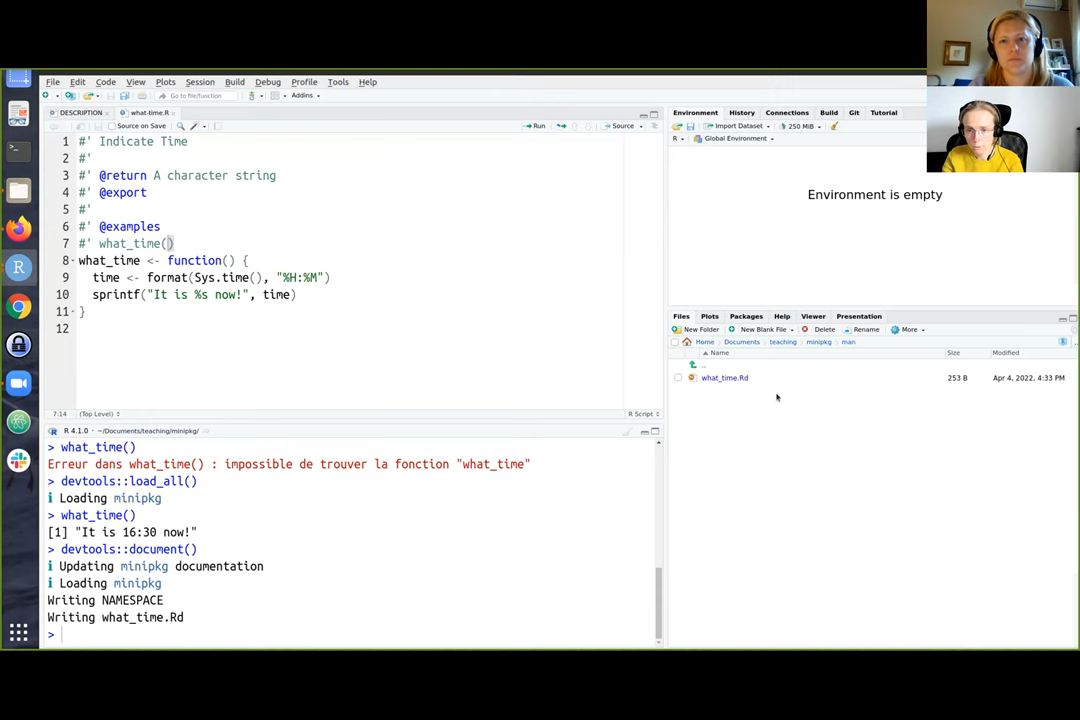 File Edit Code View Plots Session Build Debug Profile Tools Help
Go to file/function Addins
DESCRIPTION what-time.R
Source on Save Run Source
1 #' Indicate Time
2 #'
3 #' @return A character string
4 #' @export
5 #'
6 #' @examples
7 #' what_time()
8 what_time <- function() {
9 time <- format(Sys.time(), "%H:%M")
10 sprintf("It is %s now!", time)
11 }
12
7:14 (Top Level) R Script
R 4.1.0 · ~/Documents/teaching/minipkg/
> what_time()
Erreur dans what_time() : impossible de trouver la fonction "what_time"
> devtools::load_all()
ℹ Loading minipkg
> what_time()
[1] "It is 16:30 now!"
> devtools::document()
ℹ Updating minipkg documentation
ℹ Loading minipkg
Writing NAMESPACE
Writing what_time.Rd
>
Environment History Connections Build Git Tutorial
Import Dataset 250 MiB
R Global Environment
Environment is empty
Files Plots Packages Help Viewer Presentation
New Folder New Blank File Delete Rename More
Home Documents teaching minipkg man
Name Size Modified
..
what_time.Rd 253 B Apr 4, 2022, 4:33 PM